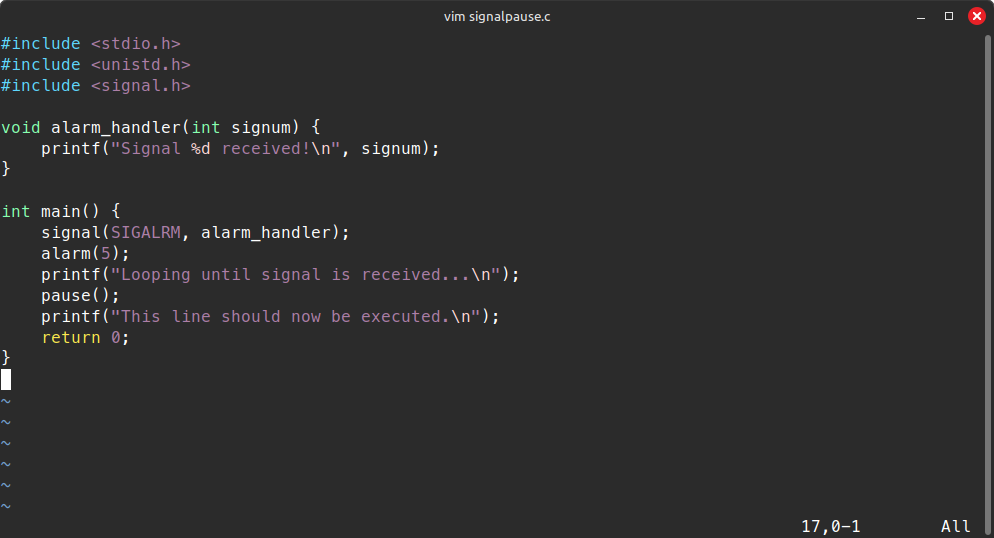 vim signalpause.c
#include <stdio.h>
#include <unistd.h>
#include <signal.h>

void alarm_handler(int signum) {
    printf("Signal %d received!\n", signum);
}

int main() {
    signal(SIGALRM, alarm_handler);
    alarm(5);
    printf("Looping until signal is received...\n");
    pause();
    printf("This line should now be executed.\n");
    return 0;
}
~
~
~
~
~
~
17,0-1 All